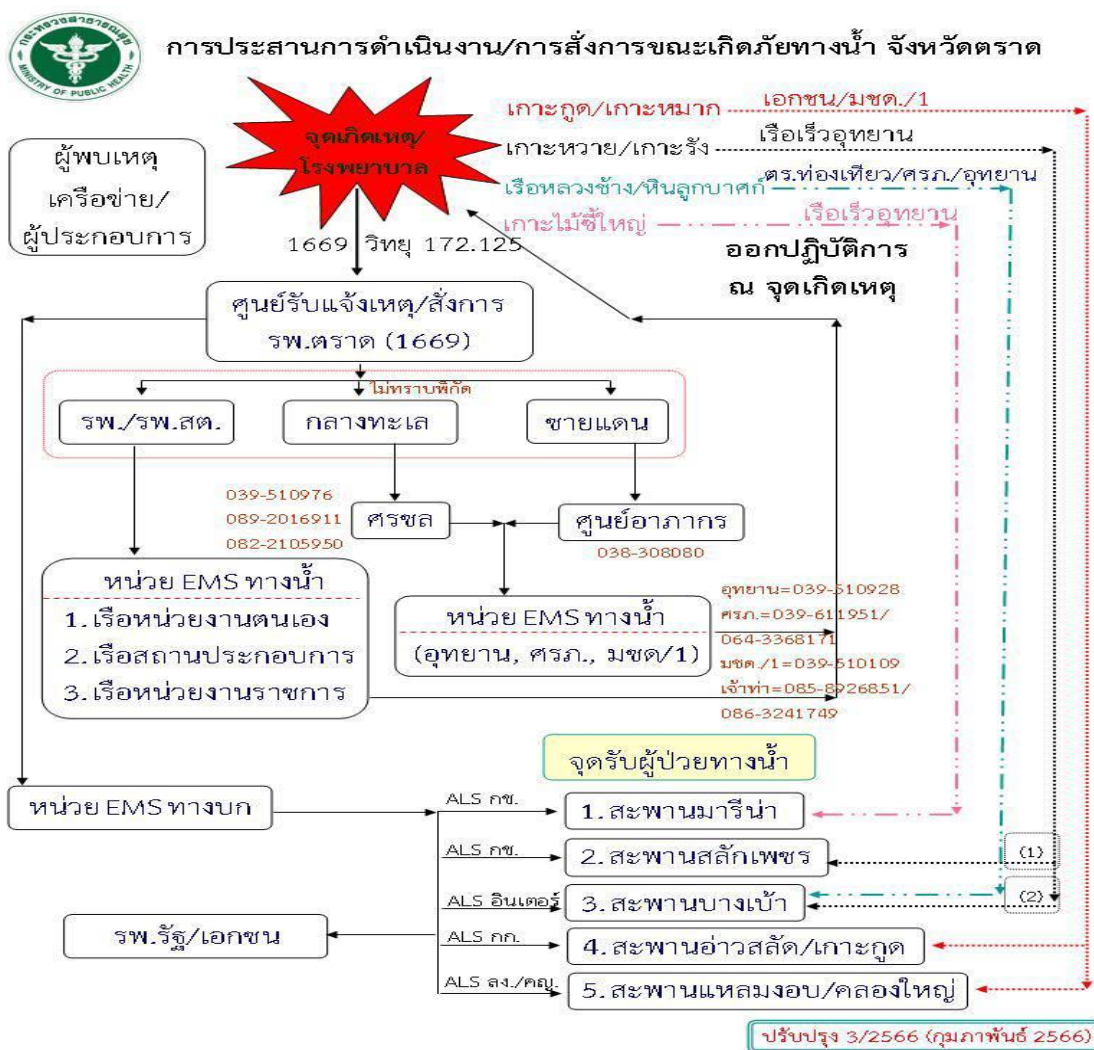 กระทรวงสาธารณสุข
MINISTRY OF PUBLIC HEALTH
การประสานการดำเนินงาน/การสั่งการขณะเกิดภัยทางน้ำ จังหวัดตราด
จุดเกิดเหตุ/
โรงพยาบาล
ผู้พบเหตุ
เครือข่าย/
ผู้ประกอบการ
เกาะกูด/เกาะหมาก
เอกชน/มชด./1
เกาะหวาย/เกาะรัง
เรือเร็วอุทยาน
เรือหลวงช้าง/หินลูกบาศก์
ตร.ท่องเที่ยว/ศรภ./อุทยาน
เกาะไม้ซี้ใหญ่
เรือเร็วอุทยาน
1669 วิทยุ 172.125
ออกปฏิบัติการ
ณ จุดเกิดเหตุ
ศูนย์รับแจ้งเหตุ/สั่งการ
รพ.ตราด (1669)
ไม่ทราบพิกัด
รพ./รพ.สต.
กลางทะเล
ชายแดน
039-510976
089-2016911
082-2105950
ศรชล
ศูนย์อาภากร
038-308080
หน่วย EMS ทางน้ำ
1. เรือหน่วยงานตนเอง
2. เรือสถานประกอบการ
3. เรือหน่วยงานราชการ
หน่วย EMS ทางน้ำ
(อุทยาน, ศรภ., มชด/1)
อุทยาน=039-510928
ศรภ.=039-611951/
064-3368171
มชด./1=039-510109
เจ้าท่า=085-8926851/
086-3241749
จุดรับผู้ป่วยทางน้ำ
หน่วย EMS ทางบก
ALS กช.
1. สะพานมารีน่า
ALS กช.
2. สะพานสลักเพชร
(1)
ALS อินเตอร์
3. สะพานบางเบ้า
(2)
รพ.รัฐ/เอกชน
ALS กก.
4. สะพานอ่าวสลัด/เกาะกูด
ALS ลง./คญ.
5. สะพานแหลมงอบ/คลองใหญ่
ปรับปรุง 3/2566 (กุมภาพันธ์ 2566)